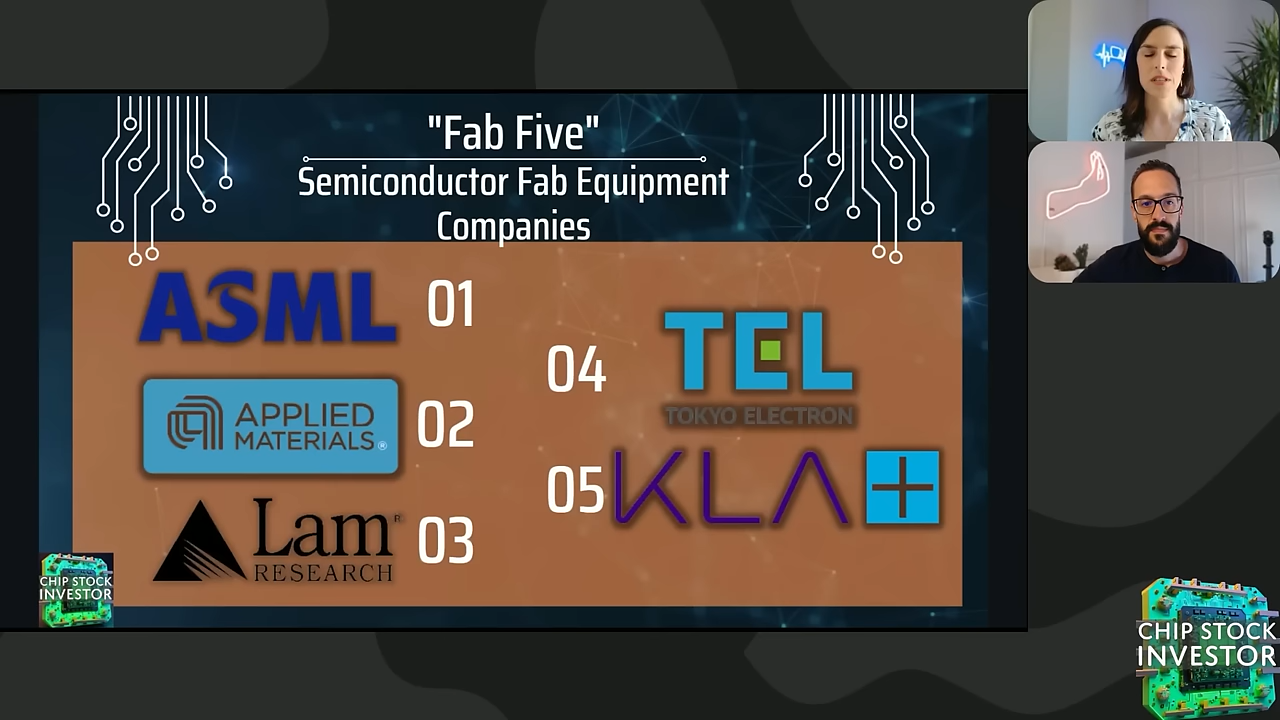 "Fab Five"
Semiconductor Fab Equipment
Companies
ASML 01
APPLIED
MATERIALS® 02
Lam®
RESEARCH 03
04 TEL
TOKYO ELECTRON
05 KLA+
CHIP STOCK
INVESTOR
CHIP STOCK
INVESTOR